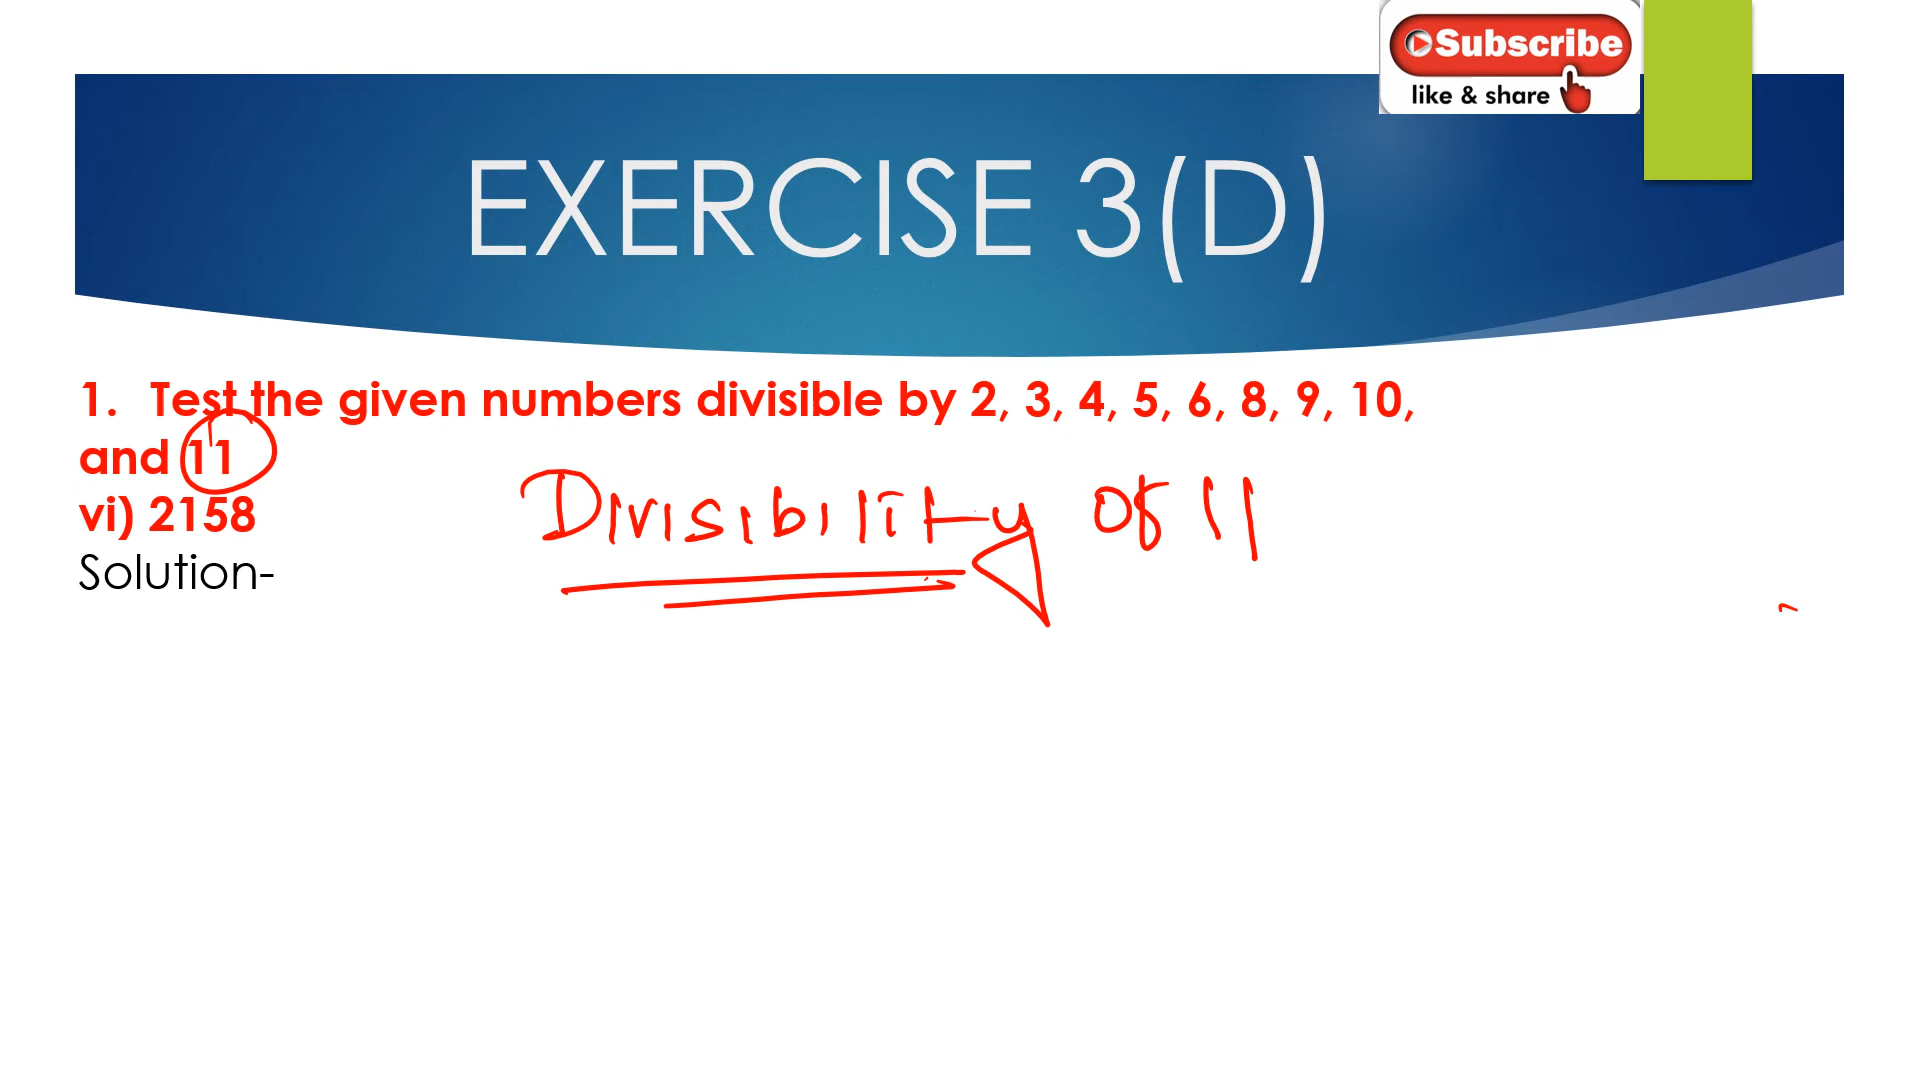 Subscribe
like & share
EXERCISE 3(D)
1. Test the given numbers divisible by 2, 3, 4, 5, 6, 8, 9, 10,
and 11
vi) 2158
Divisibility of 11
Solution-